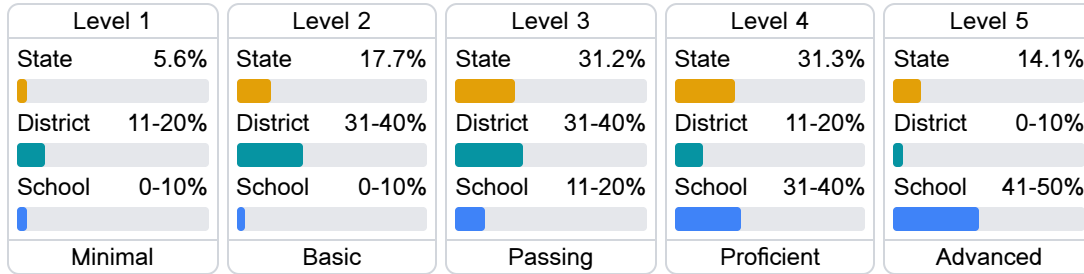 Level 1
State 5.6%
District 11-20%
School 0-10%
Minimal
Level 2
State 17.7%
District 31-40%
School 0-10%
Basic
Level 3
State 31.2%
District 31-40%
School 11-20%
Passing
Level 4
State 31.3%
District 11-20%
School 31-40%
Proficient
Level 5
State 14.1%
District 0-10%
School 41-50%
Advanced